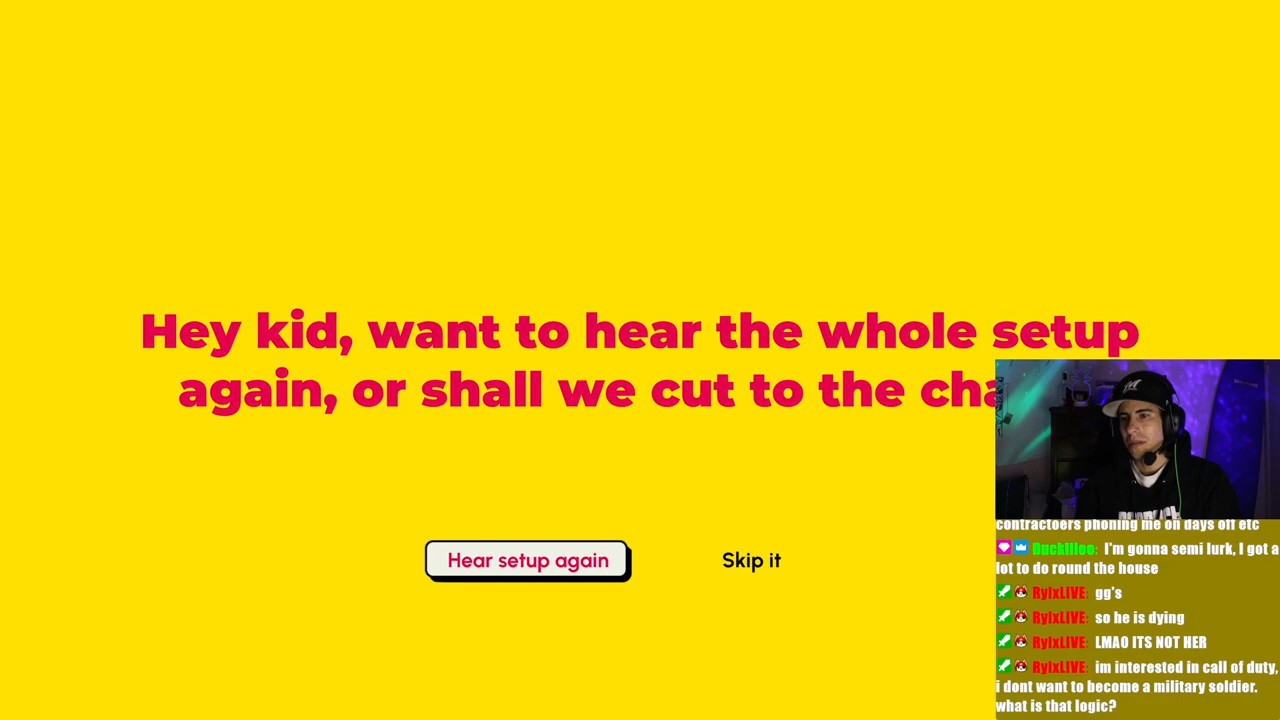 Hey kid, want to hear the whole setup
again, or shall we cut to the cha
Hear setup again
Skip it
contractoers phoning me on days off etc
I'm gonna semi lurk, I got a
lot to do round the house
RylxLIVE: gg's
RylxLIVE: so he is dying
RylxLIVE: LMAO ITS NOT HER
RylxLIVE: im interested in call of duty,
i dont want to become a military soldier.
what is that logic?